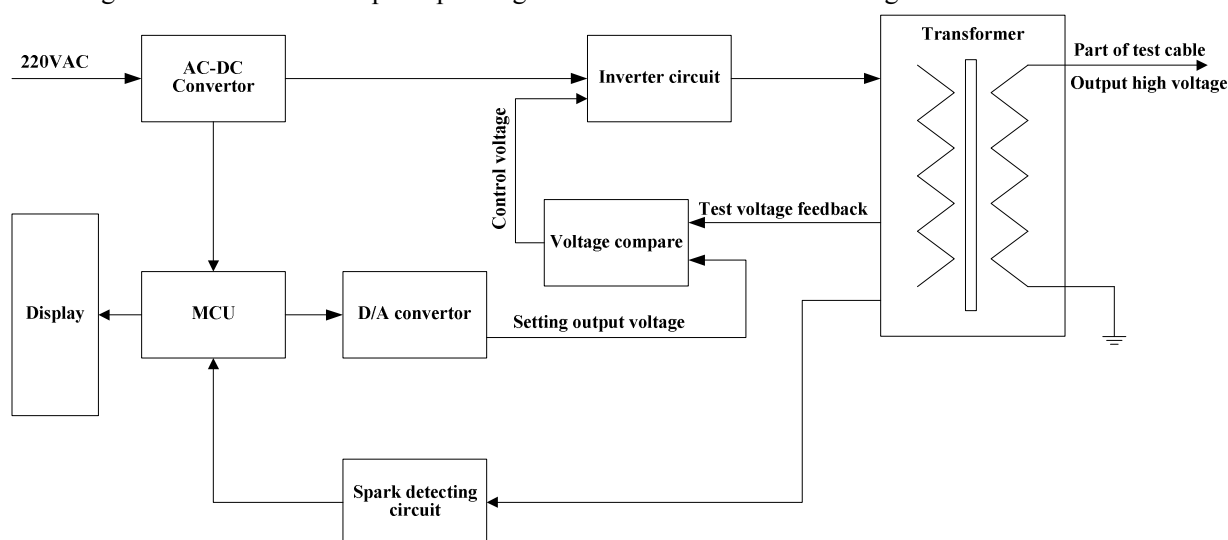 220VAC
AC-DC
Convertor
Inverter circuit
Transformer
Part of test cable
Output high voltage
Control voltage
Test voltage feedback
Voltage compare
Display
MCU
D/A convertor
Setting output voltage
Spark detecting
circuit